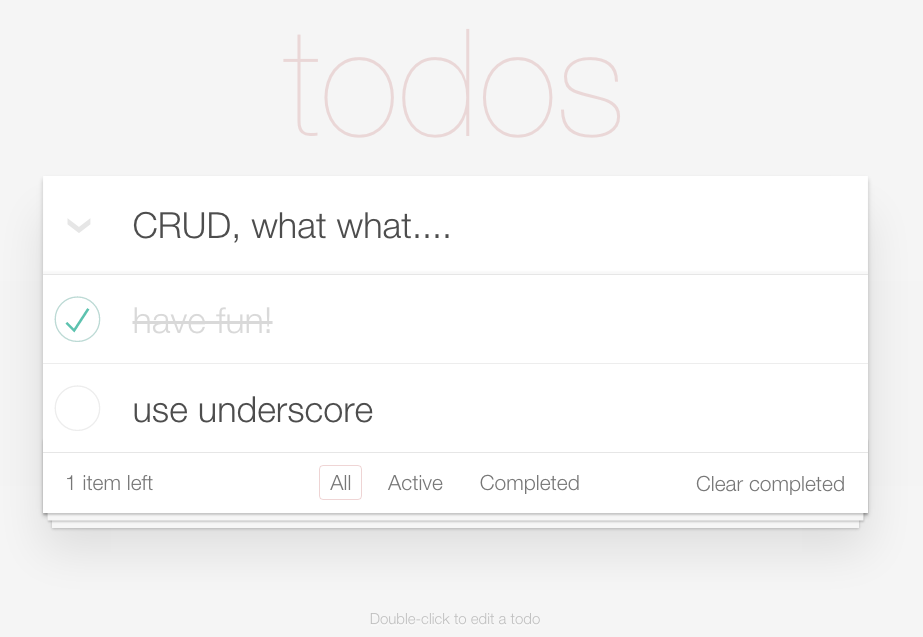 todos
CRUD, what what....
have fun!
use underscore
1 item left All Active Completed Clear completed
Double-click to edit a todo